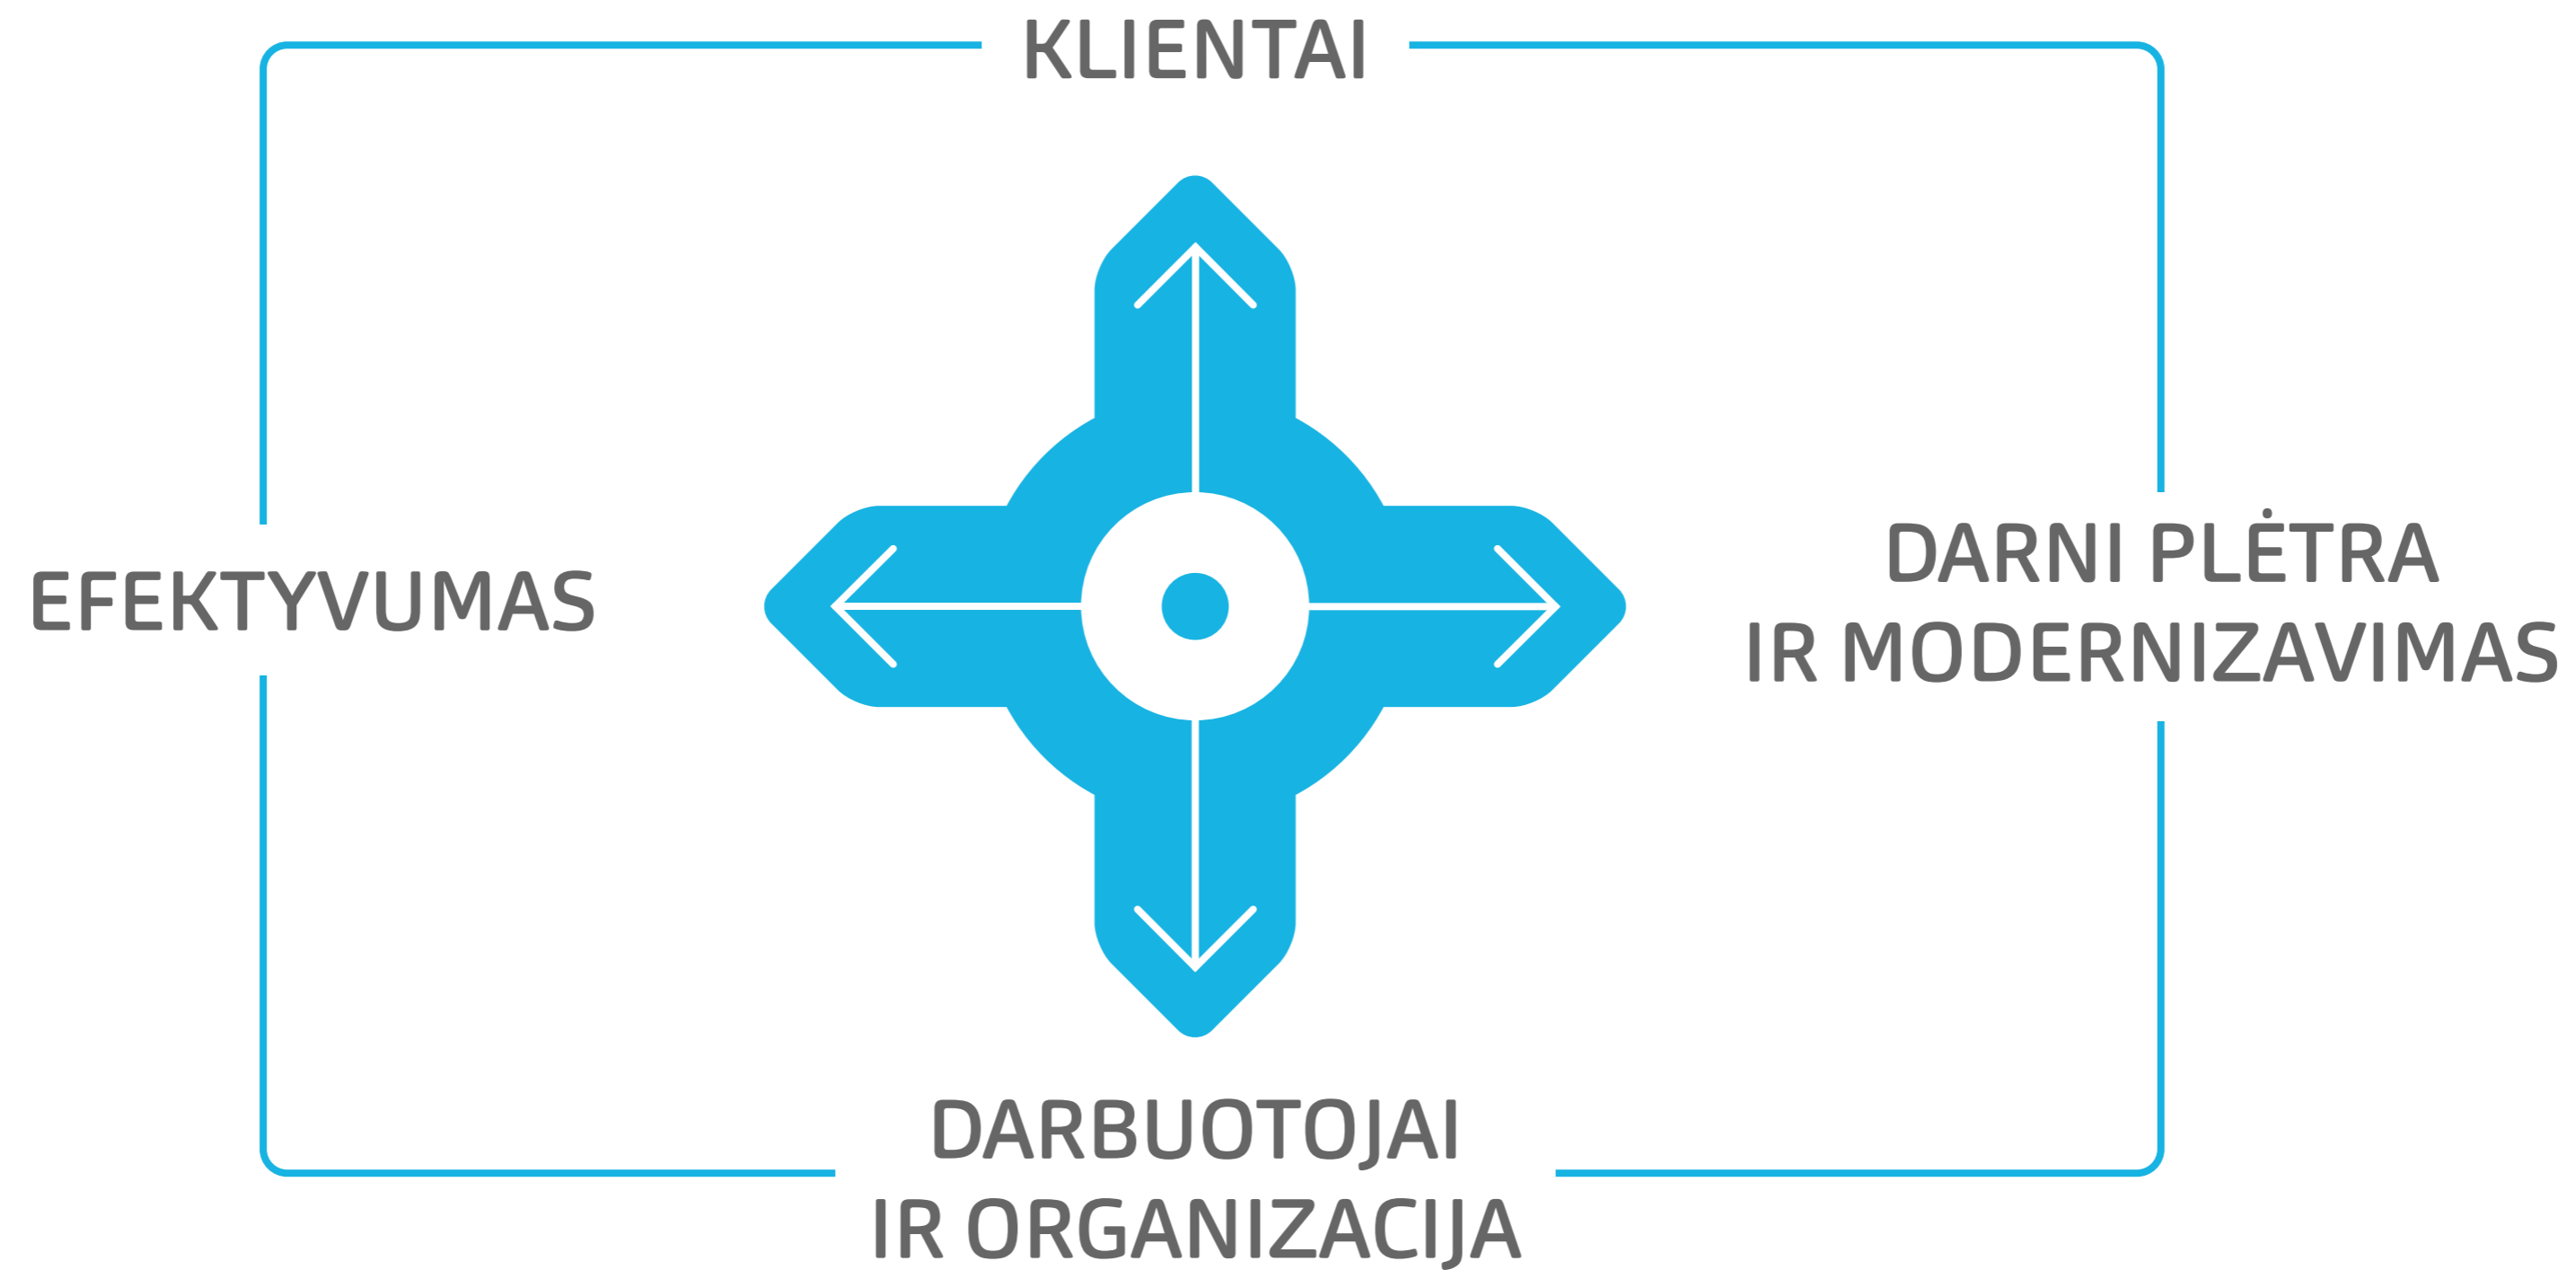 KLIENTAI
EFEKTYVUMAS
DARNI PLĖTRA
IR MODERNIZAVIMAS
DARBUOTOJAI
IR ORGANIZACIJA